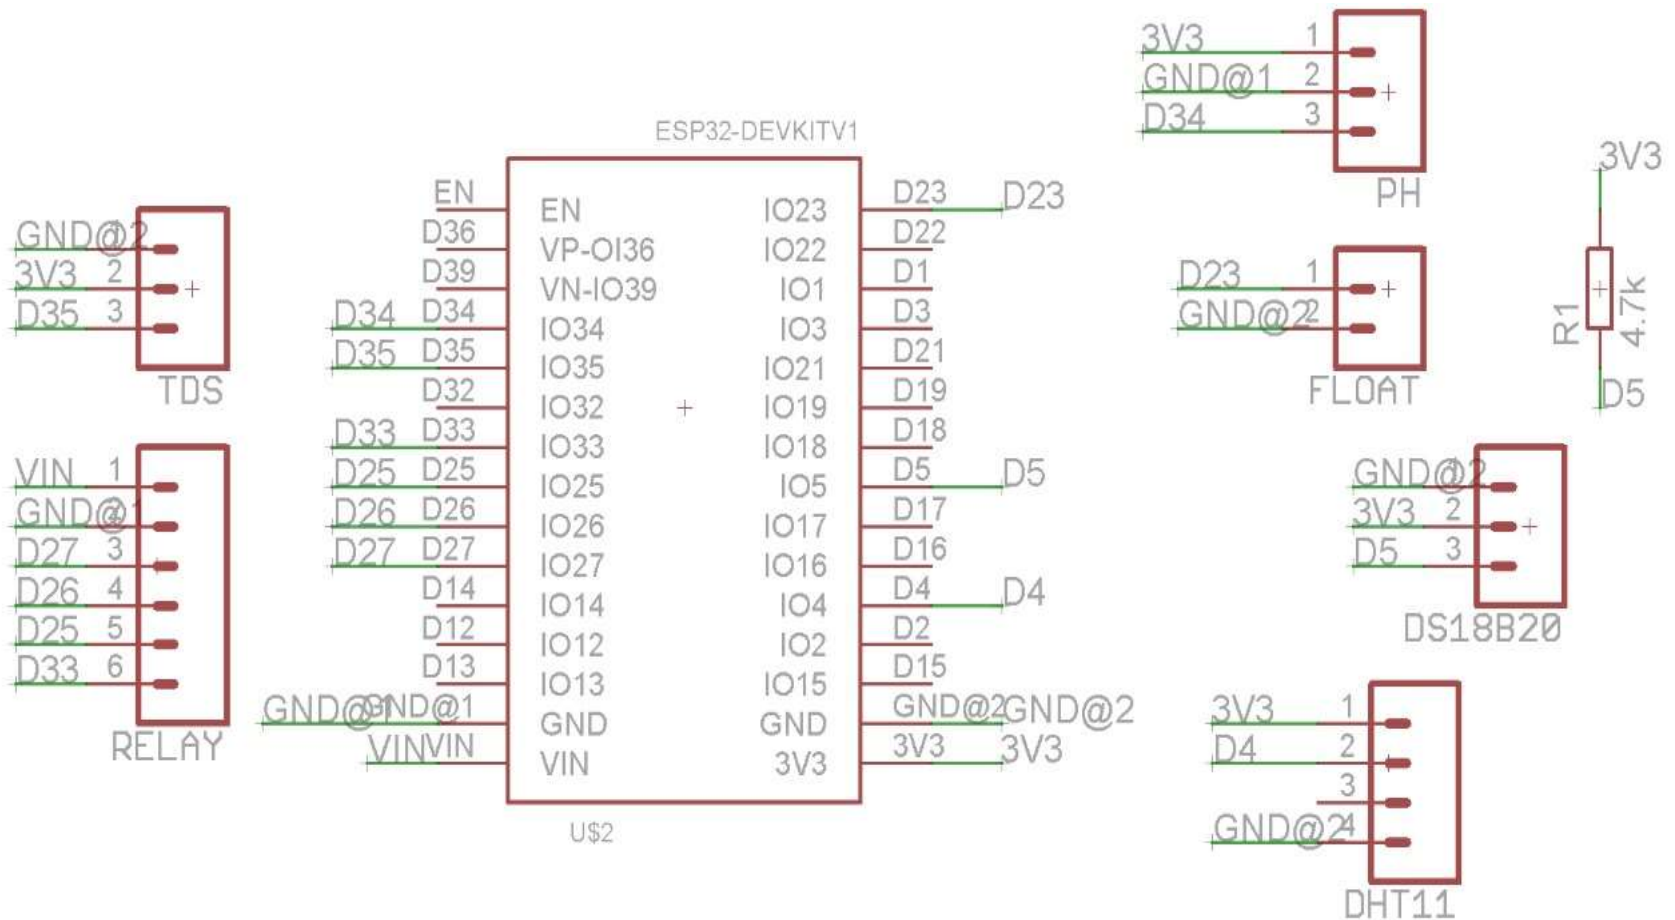 3V3 1
GND@1 2
D34 3
PH
ESP32-DEVKITV1
EN EN
D36 VP-OI36
D39 VN-IO39
D34 D34 IO34
D35 D35 IO35
D32 IO32
D33 D33 IO33
D25 D25 IO25
D26 D26 IO26
D27 D27 IO27
D14 IO14
D12 IO12
D13 IO13
GND@1 GND@1 GND
VIN VIN VIN
IO23 D23 D23
IO22 D22
IO1 D1
IO3 D3
IO21 D21
IO19 D19
IO18 D18
IO5 D5 D5
IO17 D17
IO16 D16
IO4 D4 D4
IO2 D2
IO15 D15
GND GND@2 GND@2
3V3 3V3 3V3
U$2
GND@2 1
3V3 2
D35 3
TDS
VIN 1
GND@1 2
D27 3
D26 4
D25 5
D33 6
RELAY
D23 1
GND@2 2
FLOAT
3V3
R1
4.7k
D5
GND@2 1
3V3 2
D5 3
DS18B20
3V3 1
D4 2
3
GND@2 4
DHT11